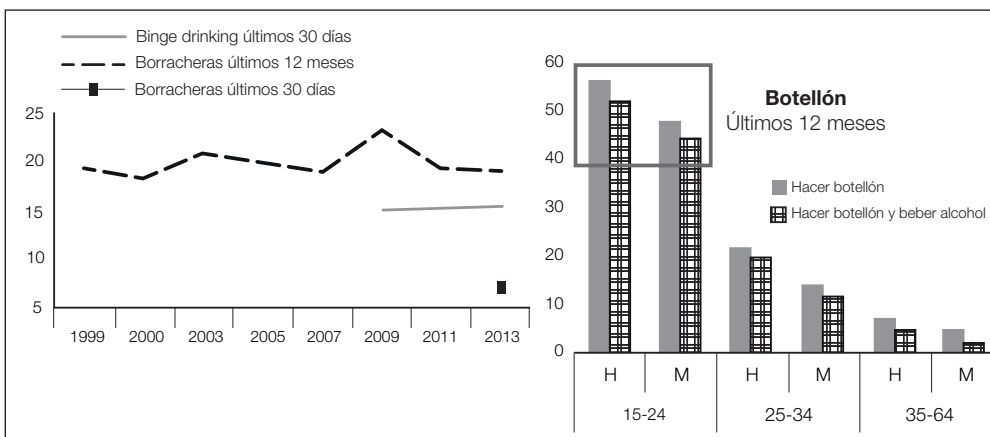 Binge drinking últimos 30 días
Borracheras últimos 12 meses
Borracheras últimos 30 días
25
20
15
10
5
1999 2000 2003 2005 2007 2009 2011 2013
60
50
40
30
20
10
0
Botellón
Últimos 12 meses
Hacer botellón
Hacer botellón y beber alcohol
H M H M H M
15-24 25-34 35-64